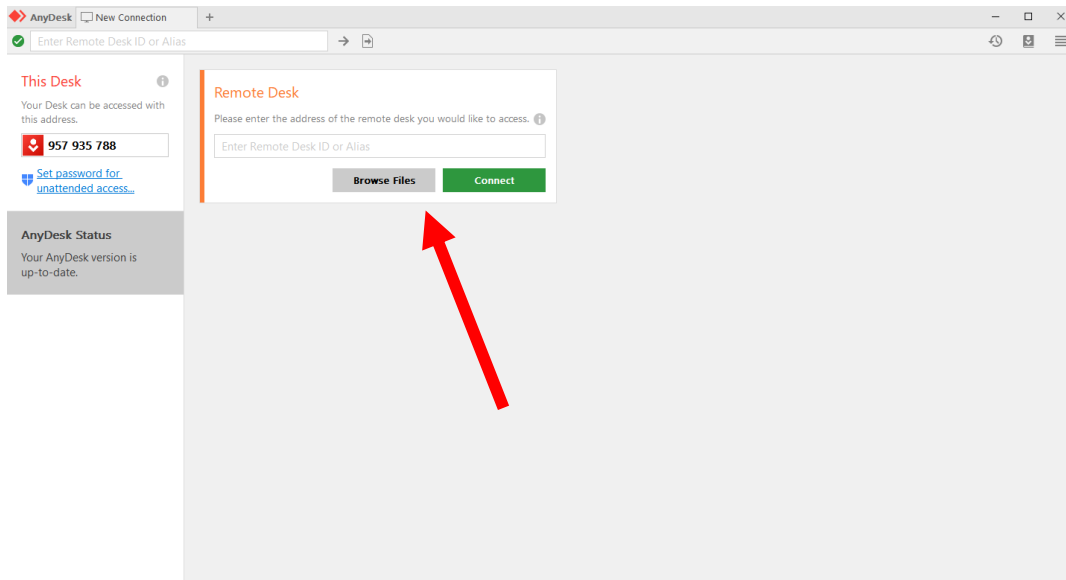 AnyDesk New Connection
Enter Remote Desk ID or Alias
This Desk
Your Desk can be accessed with
this address.
957 935 788
Set password for
unattended access...
AnyDesk Status
Your AnyDesk version is
up-to-date.
Remote Desk
Please enter the address of the remote desk you would like to access.
Enter Remote Desk ID or Alias
Browse Files Connect